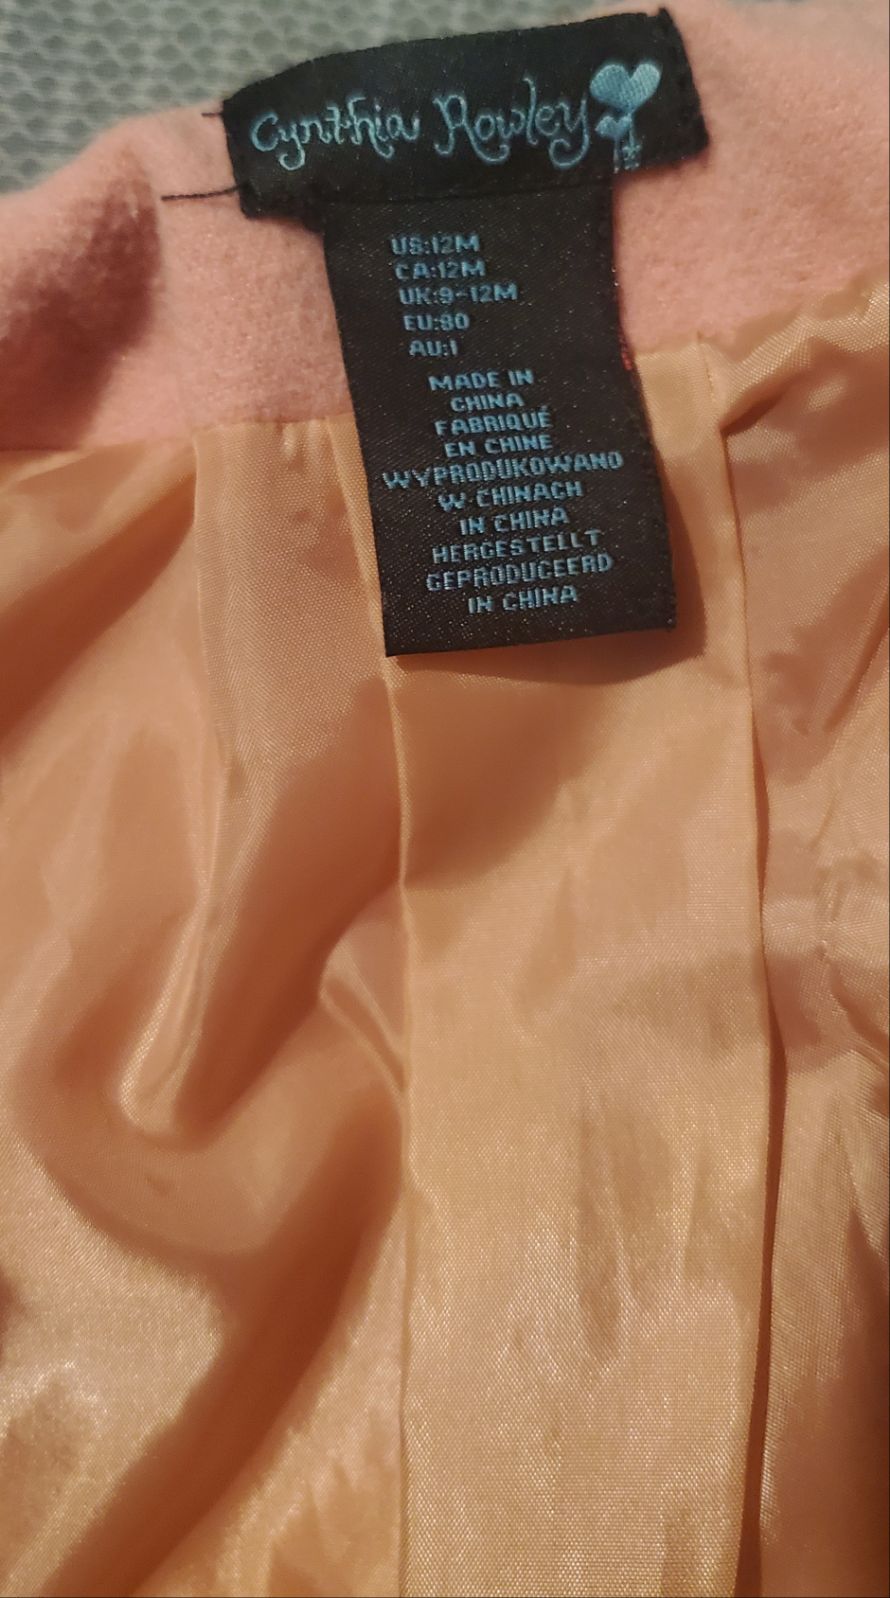 Cynthia Rowley
US:12M
CA:12M
UK:9-12M
EU:80
AU:1
MADE IN
CHINA
FABRIQUÉ
EN CHINE
WYPRODUKOWANO
W CHINACH
IN CHINA
HERGESTELLT
GEPRODUCEERD
IN CHINA